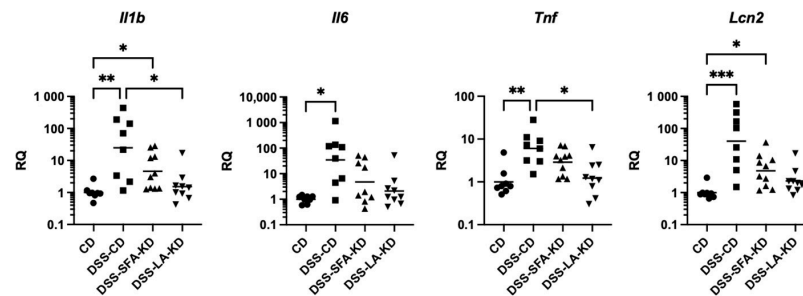 Il1b
*
**
*
RQ
1 000
100
10
1
0.1
CD
DSS-CD
DSS-SFA-KD
DSS-LA-KD
Il6
*
RQ
10,000
1 000
100
10
1
0.1
CD
DSS-CD
DSS-SFA-KD
DSS-LA-KD
Tnf
**
*
RQ
100
10
1
0.1
CD
DSS-CD
DSS-SFA-KD
DSS-LA-KD
Lcn2
*
***
RQ
1 000
100
10
1
0.1
CD
DSS-CD
DSS-SFA-KD
DSS-LA-KD